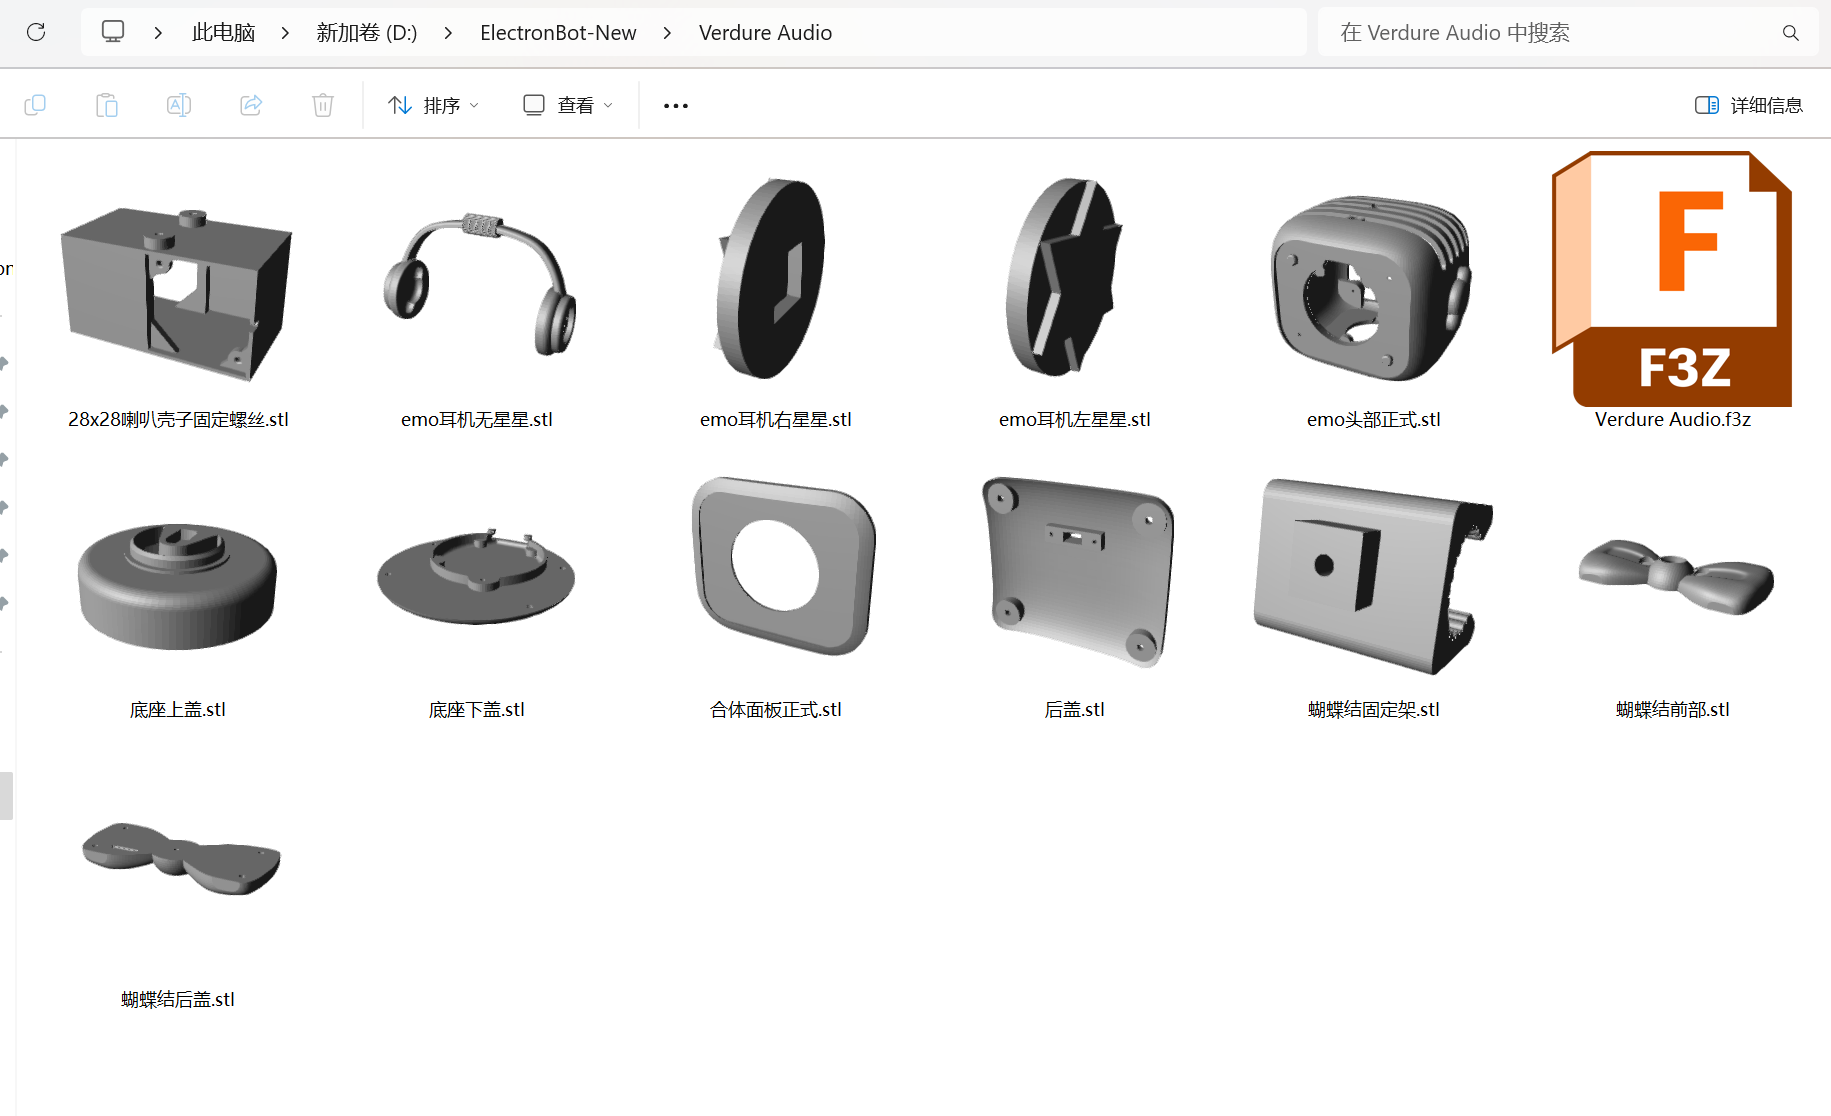 此电脑 新加卷 (D:) ElectronBot-New Verdure Audio 在 Verdure Audio 中搜索
排序 查看 详细信息
or
F
F3Z
28x28喇叭壳子固定螺丝.stl emo耳机无星星.stl emo耳机右星星.stl emo耳机左星星.stl emo头部正式.stl Verdure Audio.f3z
底座上盖.stl 底座下盖.stl 合体面板正式.stl 后盖.stl 蝴蝶结固定架.stl 蝴蝶结前部.stl
蝴蝶结后盖.stl